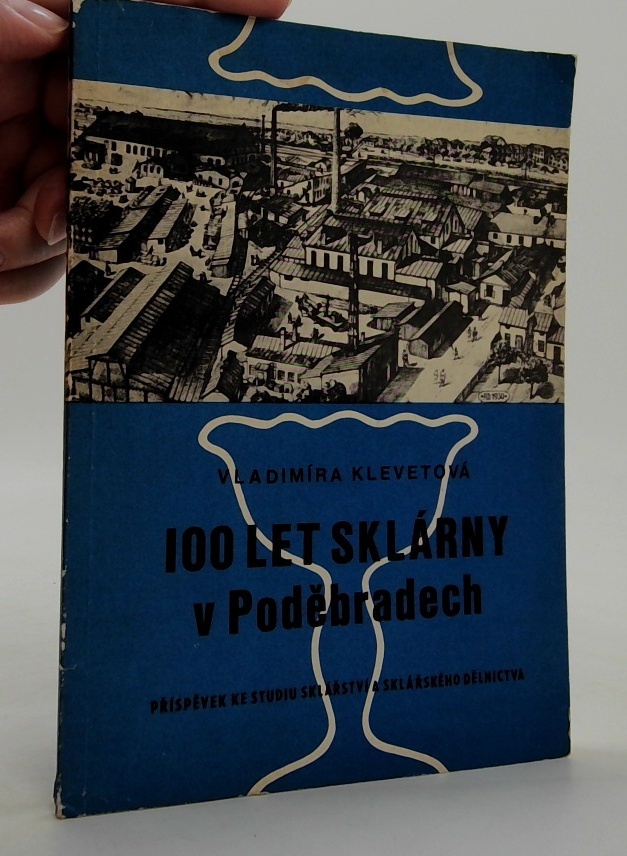 VLADIMÍRA KLEVETOVÁ
100 LET SKLÁRNY
v Poděbradech
PŘÍSPĚVEK KE STUDIU SKLÁŘSTVÍ A SKLÁŘSKÉHO DĚLNICTVA